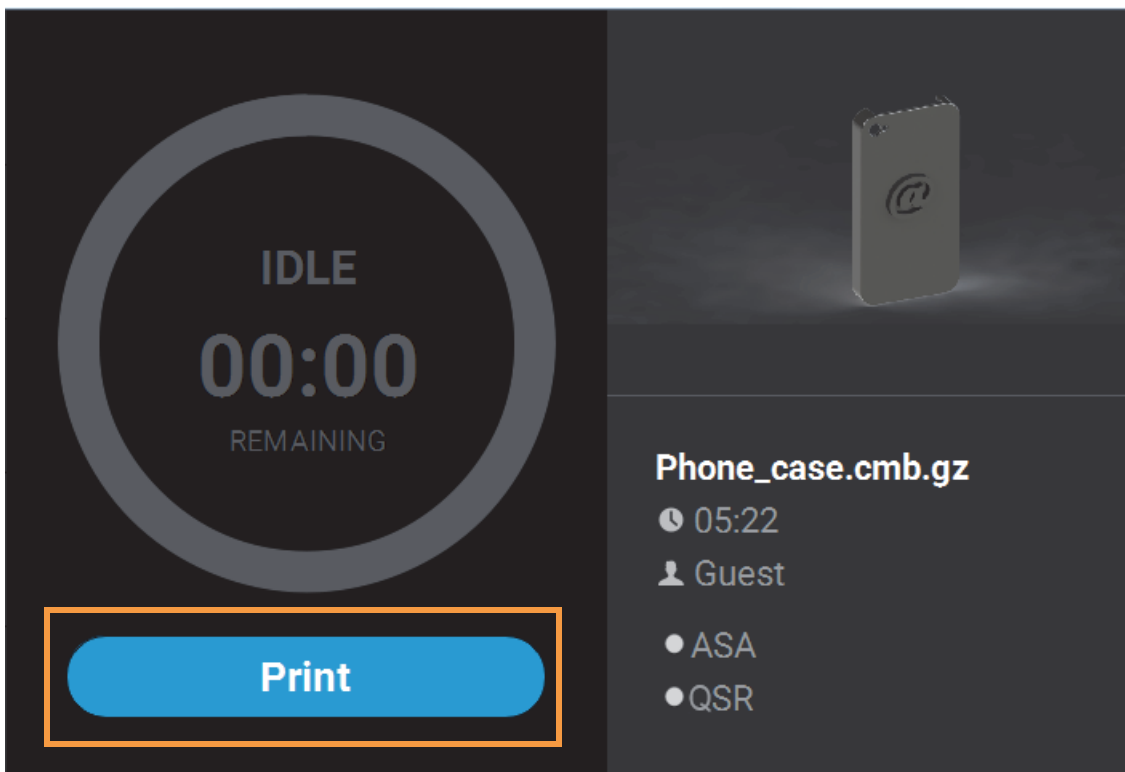 IDLE
00:00
REMAINING
Print
@
Phone_case.cmb.gz
05:22
Guest
ASA
QSR